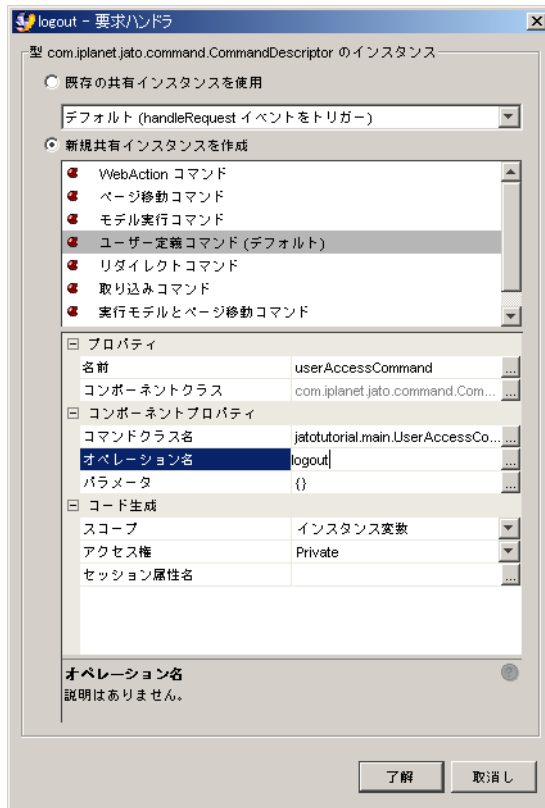 logout – 要求ハンドラ
型 com.iplanet.jato.command.CommandDescriptor のインスタンス
既存の共有インスタンスを使用
デフォルト (handleRequest イベントをトリガー)
新規共有インスタンスを作成
WebAction コマンド
ページ移動コマンド
モデル実行コマンド
ユーザー定義コマンド (デフォルト)
リダイレクトコマンド
取り込みコマンド
実行モデルとページ移動コマンド
プロパティ
名前 userAccessCommand ...
コンポーネントクラス com.iplanet.jato.command.Com... ...
コンポーネントプロパティ
コマンドクラス名 jatotutorial.main.UserAccessCo... ...
オペレーション名 logout ...
パラメータ {} ...
コード生成
スコープ インスタンス変数
アクセス権 Private
セッション属性名 ...
オペレーション名 ?
説明はありません。
了解 取消し